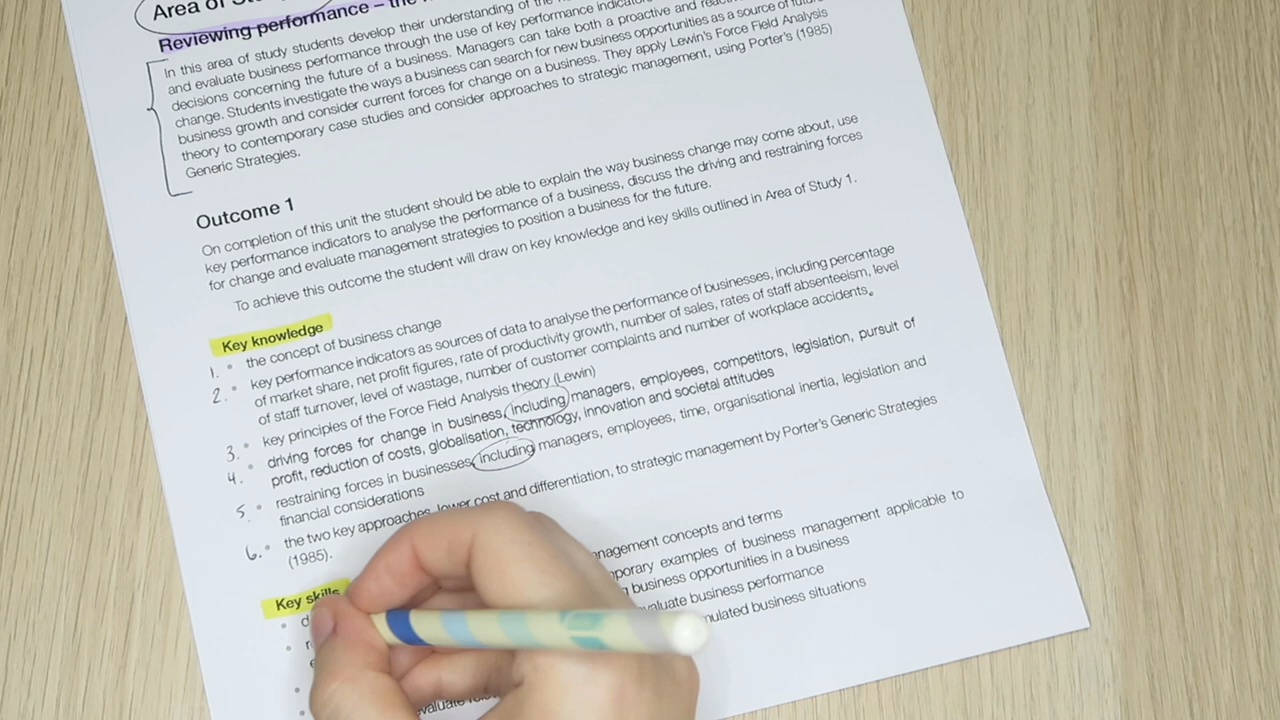 Area of
Reviewing performance – the
In this area of study students develop their understanding of the
and evaluate business performance through the use of key performance indicators
decisions concerning the future of a business. Managers can take both a proactive and
change. Students investigate the ways a business can search for new business opportunities as a source of future
business growth and consider current forces for change on a business. They apply Lewin's Force Field Analysis
theory to contemporary case studies and consider approaches to strategic management, using Porter's (1985)
Generic Strategies.
Outcome 1
On completion of this unit the student should be able to explain the way business change may come about, use
key performance indicators to analyse the performance of a business, discuss the driving and restraining forces
for change and evaluate management strategies to position a business for the future.
To achieve this outcome the student will draw on key knowledge and key skills outlined in Area of Study 1.
Key knowledge
1. • the concept of business change
2. • key performance indicators as sources of data to analyse the performance of businesses, including percentage
of market share, net profit figures, rate of productivity growth, number of sales, rates of staff absenteeism, level
of staff turnover, level of wastage, number of customer complaints and number of workplace accidents.
3. • key principles of the Force Field Analysis theory (Lewin)
4. • driving forces for change in business, including managers, employees, competitors, legislation, pursuit of
profit, reduction of costs, globalisation, technology, innovation and societal attitudes
5. • restraining forces in businesses, including managers, employees, time, organisational inertia, legislation and
financial considerations
6. • the two key approaches, lower cost and differentiation, to strategic management by Porter's Generic Strategies
(1985).
Key skills
management concepts and terms
business management applicable to
business opportunities in a business
evaluate business performance
business situations
evaluate